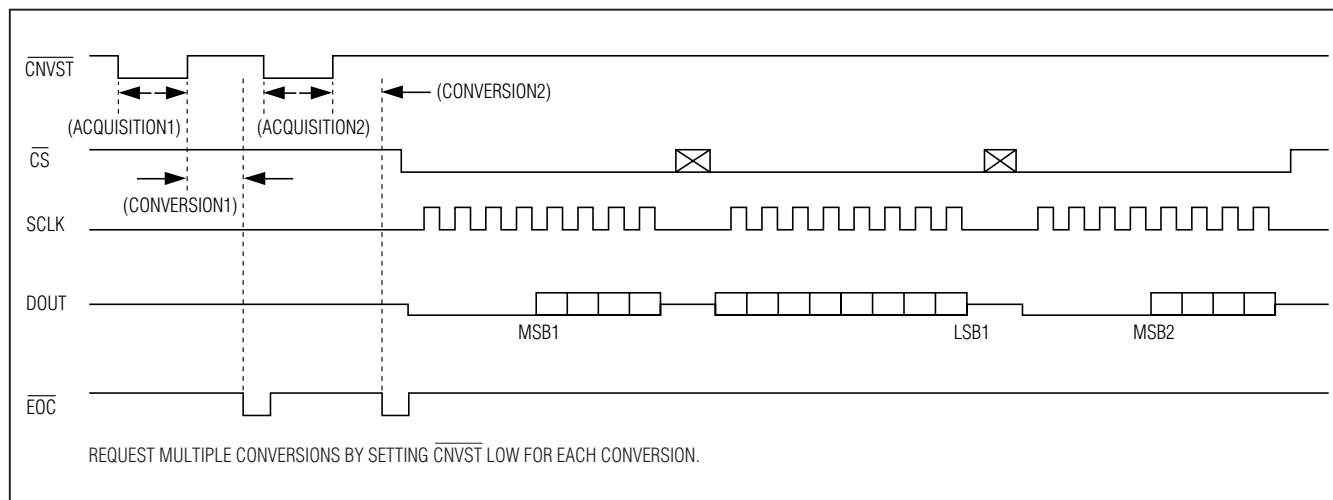 CNVST
(CONVERSION2)
(ACQUISITION1)
(ACQUISITION2)
CS
(CONVERSION1)
SCLK
DOUT
MSB1
LSB1
MSB2
EOC
REQUEST MULTIPLE CONVERSIONS BY SETTING CNVST LOW FOR EACH CONVERSION.